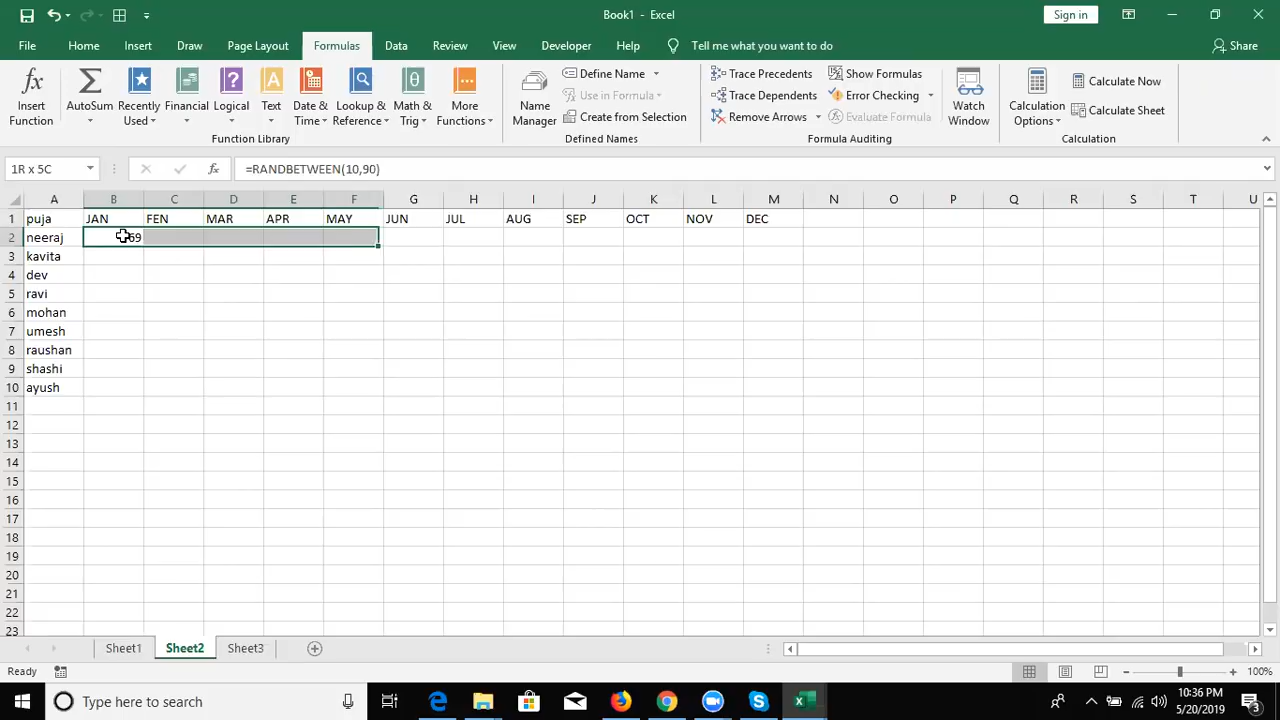 Book1 - Excel
Sign in
File Home Insert Draw Page Layout Formulas Data Review View Developer Help Tell me what you want to do Share
Insert Function
AutoSum
Recently Used
Financial
Logical
Text
Date & Time
Lookup & Reference
Math & Trig
More Functions
Function Library
Name Manager
Define Name
Use in Formula
Create from Selection
Defined Names
Trace Precedents
Trace Dependents
Remove Arrows
Show Formulas
Error Checking
Evaluate Formula
Formula Auditing
Watch Window
Calculation Options
Calculate Now
Calculate Sheet
Calculation
1R x 5C fx =RANDBETWEEN(10,90)
A B C D E F G H I J K L M N O P Q R S T U
1 puja JAN FEN MAR APR MAY JUN JUL AUG SEP OCT NOV DEC
2 neeraj 69
3 kavita
4 dev
5 ravi
6 mohan
7 umesh
8 raushan
9 shashi
10 ayush
11
12
13
14
15
16
17
18
19
20
21
22
23
Sheet1 Sheet2 Sheet3
Ready 100%
Type here to search
10:36 PM
5/20/2019
3